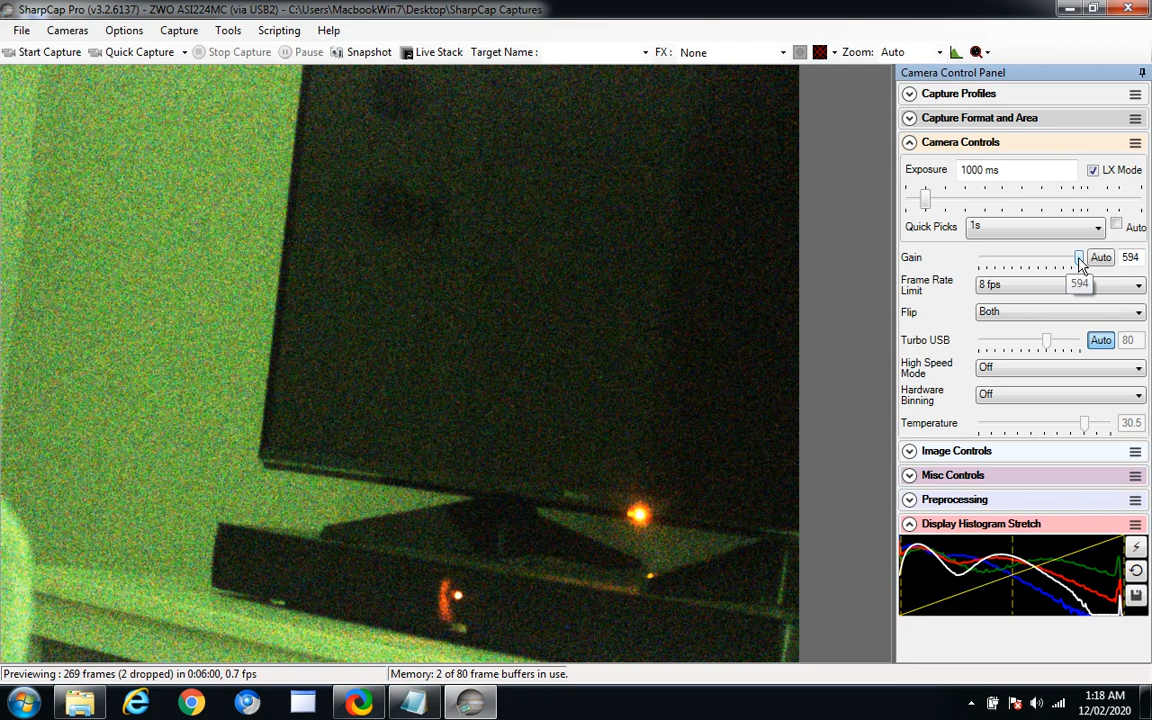 SharpCap Pro (v3.2.6137) - ZWO ASI224MC (via USB2) - C:\Users\MacbookWin7\Desktop\SharpCap Captures
File Cameras Options Capture Tools Scripting Help
Start Capture Quick Capture Stop Capture Pause Snapshot Live Stack Target Name : FX : None Zoom: Auto
Camera Control Panel
Capture Profiles
Capture Format and Area
Camera Controls
Exposure 1000 ms LX Mode
Quick Picks 1s Auto
Gain Auto 594
594
Frame Rate Limit 8 fps
Flip Both
Turbo USB Auto 80
High Speed Mode Off
Hardware Binning Off
Temperature 30.5
Image Controls
Misc Controls
Preprocessing
Display Histogram Stretch
Previewing : 269 frames (2 dropped) in 0:06:00, 0.7 fps Memory: 2 of 80 frame buffers in use.
1:18 AM
12/02/2020